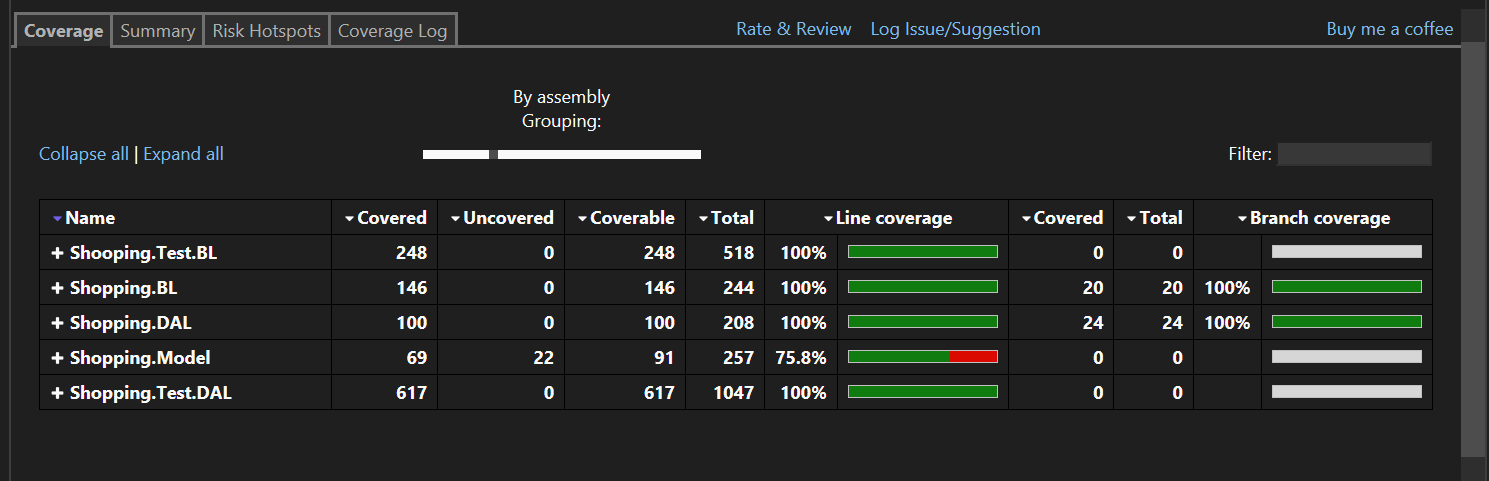 Coverage Summary Risk Hotspots Coverage Log Rate & Review Log Issue/Suggestion Buy me a coffee
By assembly
Grouping:
Collapse all | Expand all Filter:
Name Covered Uncovered Coverable Total Line coverage Covered Total Branch coverage
Shooping.Test.BL 248 0 248 518 100% 0 0
Shopping.BL 146 0 146 244 100% 20 20 100%
Shopping.DAL 100 0 100 208 100% 24 24 100%
Shopping.Model 69 22 91 257 75.8% 0 0
Shopping.Test.DAL 617 0 617 1047 100% 0 0